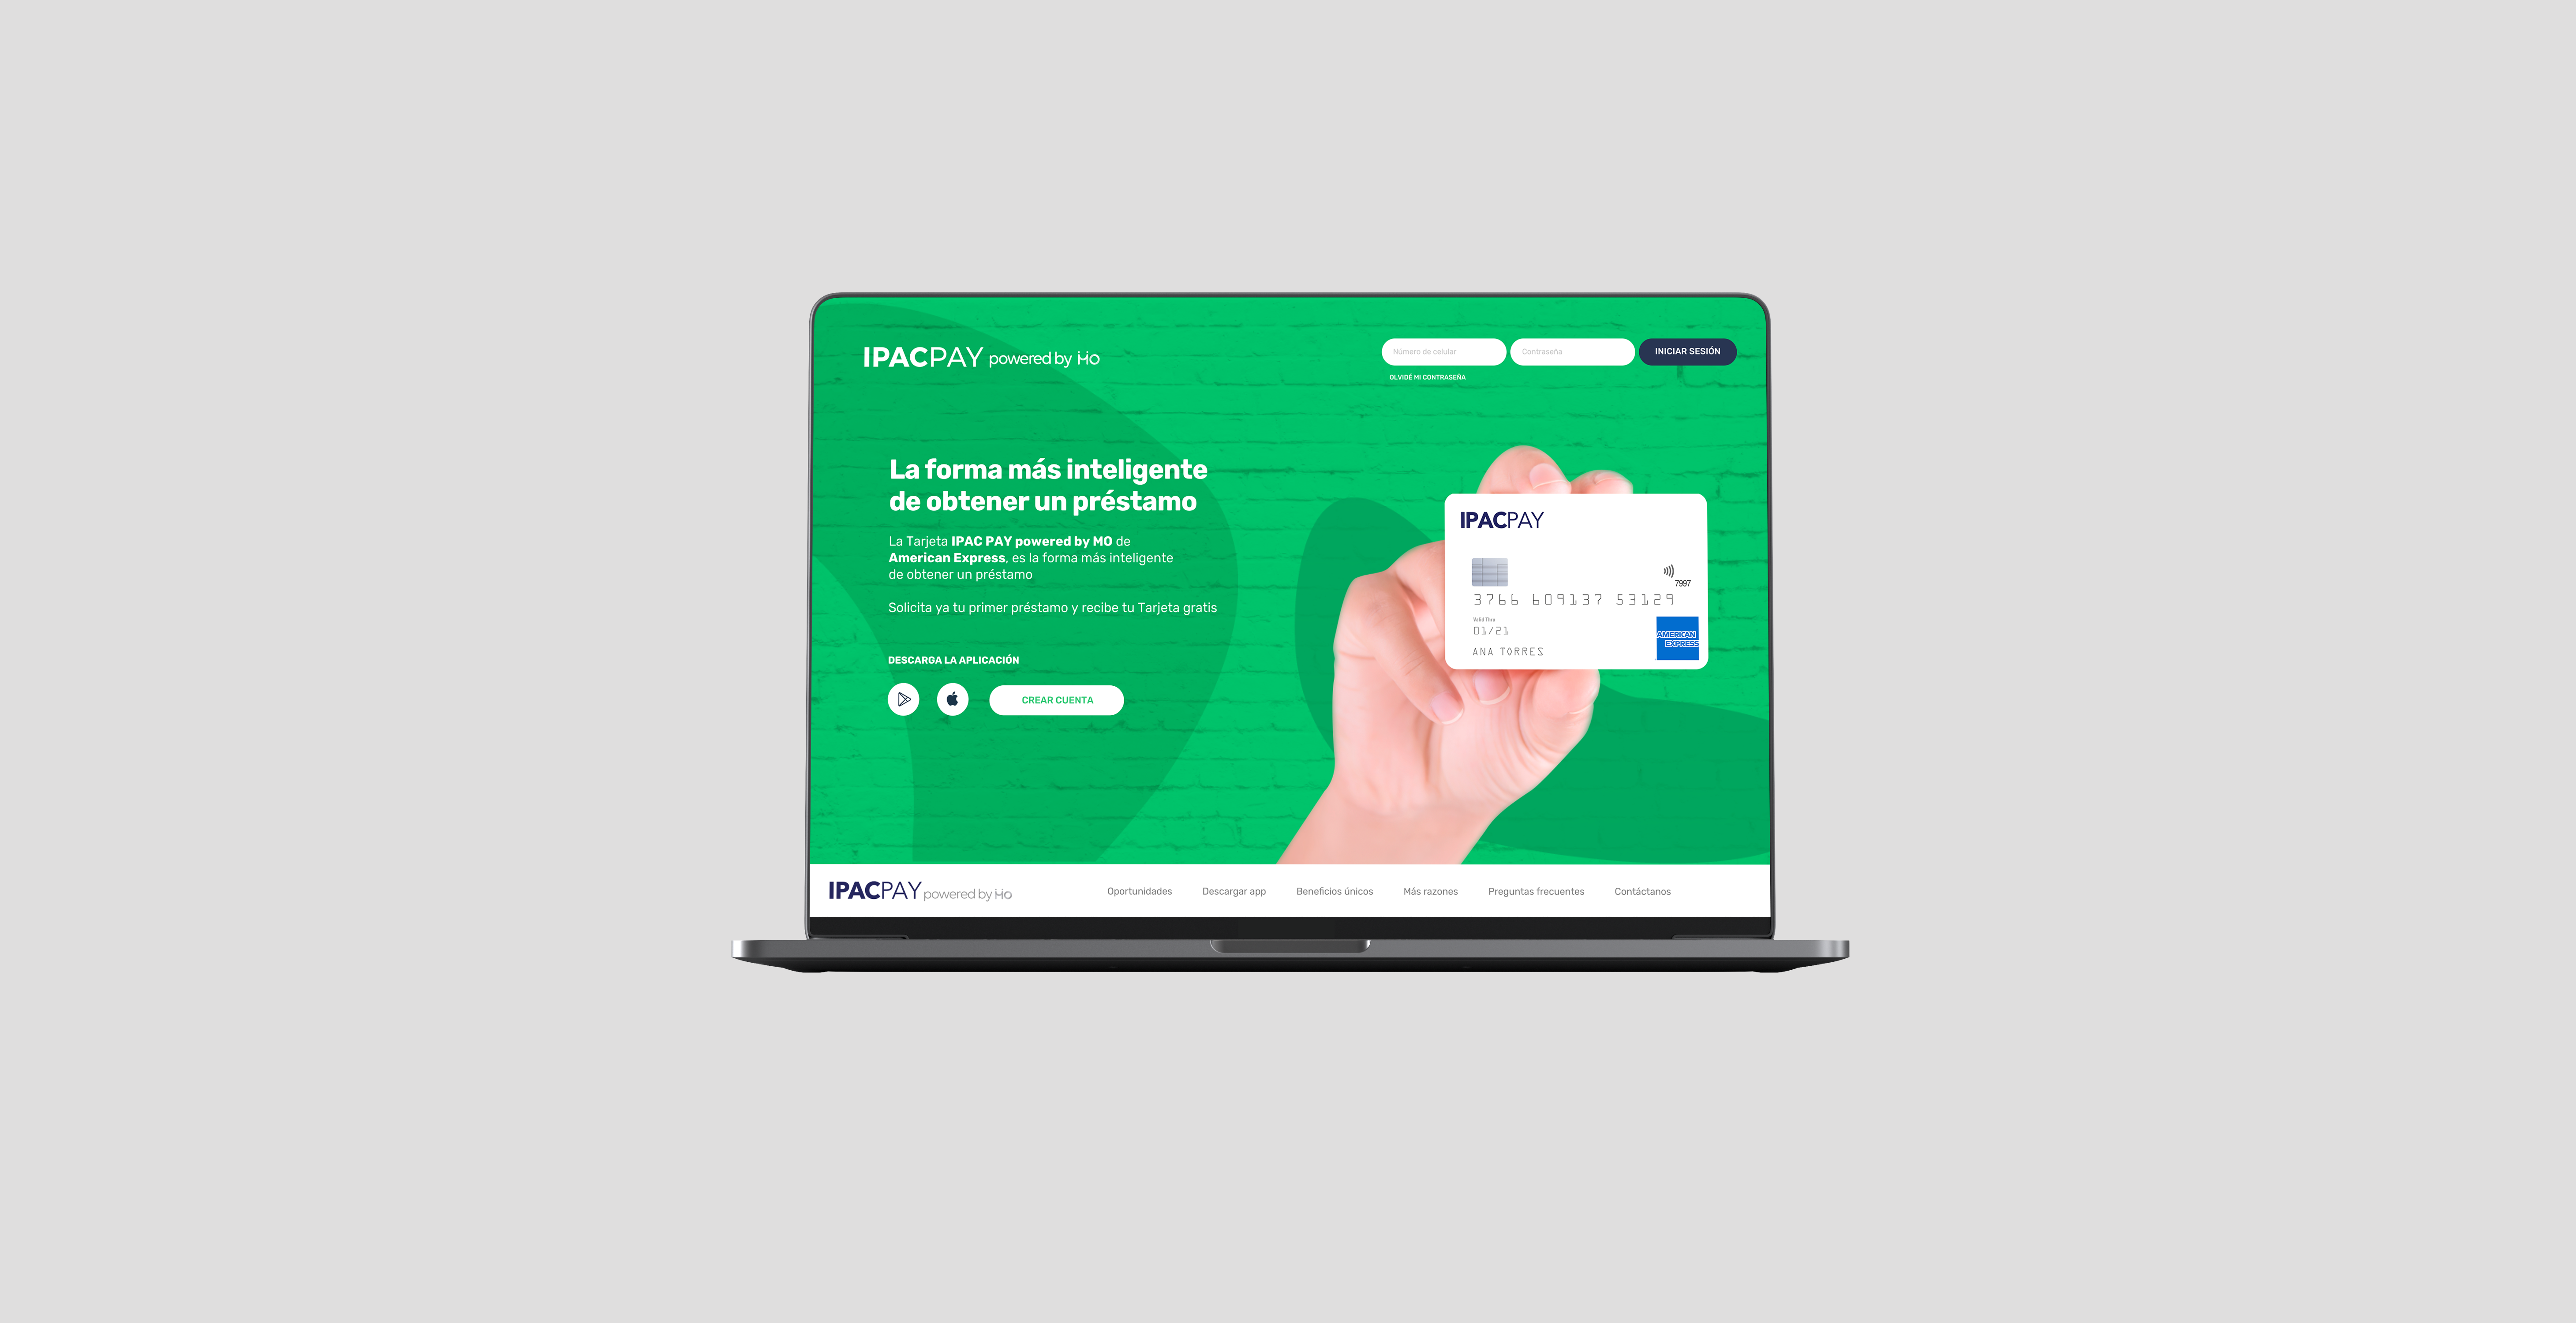 IPACPAY powered by Mo
Número de celular
Contraseña
INICIAR SESIÓN
OLVIDÉ MI CONTRASEÑA
La forma más inteligente
de obtener un préstamo
La Tarjeta IPAC PAY powered by MO de
American Express, es la forma más inteligente
de obtener un préstamo
Solicita ya tu primer préstamo y recibe tu Tarjeta gratis
DESCARGA LA APLICACIÓN
CREAR CUENTA
IPACPAY
7997
3766 609137 53129
Valid Thru
01/21
ANA TORRES
AMERICAN
EXPRESS
IPACPAY powered by Mo
Oportunidades
Descargar app
Beneficios únicos
Más razones
Preguntas frecuentes
Contáctanos